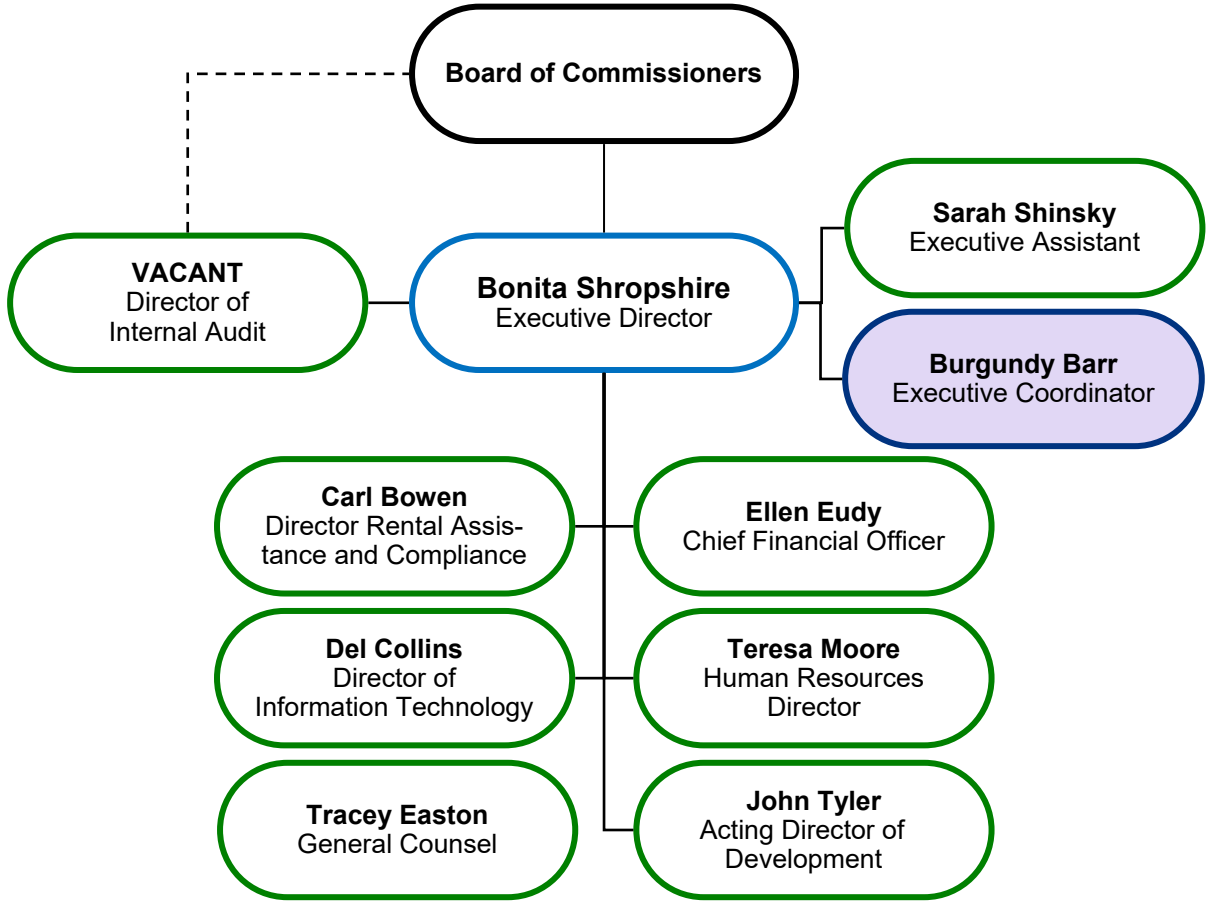 Board of Commissioners
VACANT
Director of
Internal Audit
Bonita Shropshire
Executive Director
Sarah Shinsky
Executive Assistant
Burgundy Barr
Executive Coordinator
Carl Bowen
Director Rental Assis-
tance and Compliance
Ellen Eudy
Chief Financial Officer
Del Collins
Director of
Information Technology
Teresa Moore
Human Resources
Director
Tracey Easton
General Counsel
John Tyler
Acting Director of
Development